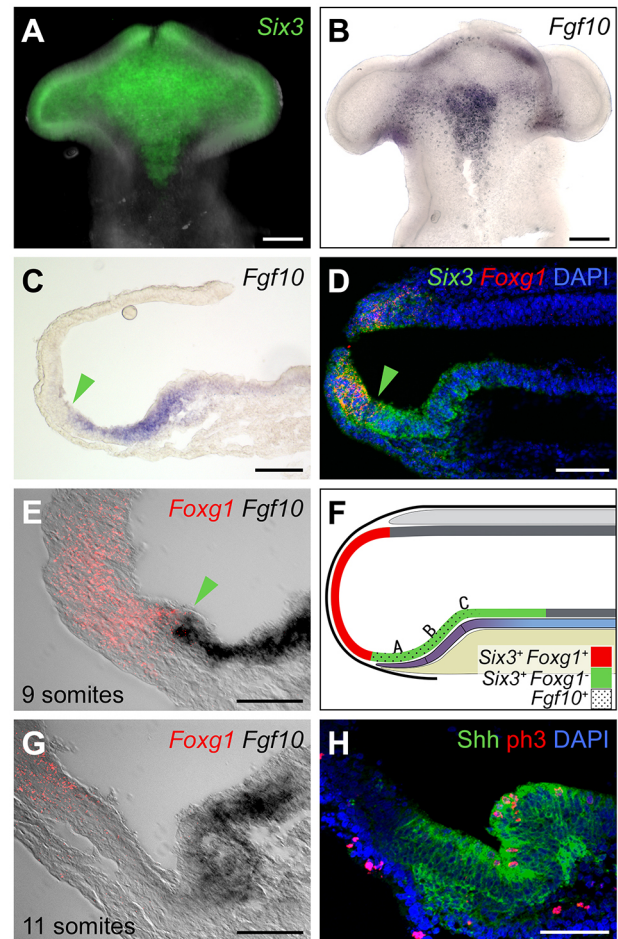 A
Six3
B
Fgf10
C
Fgf10
D
Six3 Foxg1 DAPI
E
Foxg1 Fgf10
9 somites
F
A
B
C
Six3+ Foxg1+
Six3+ Foxg1-
Fgf10+
G
Foxg1 Fgf10
11 somites
H
Shh ph3 DAPI